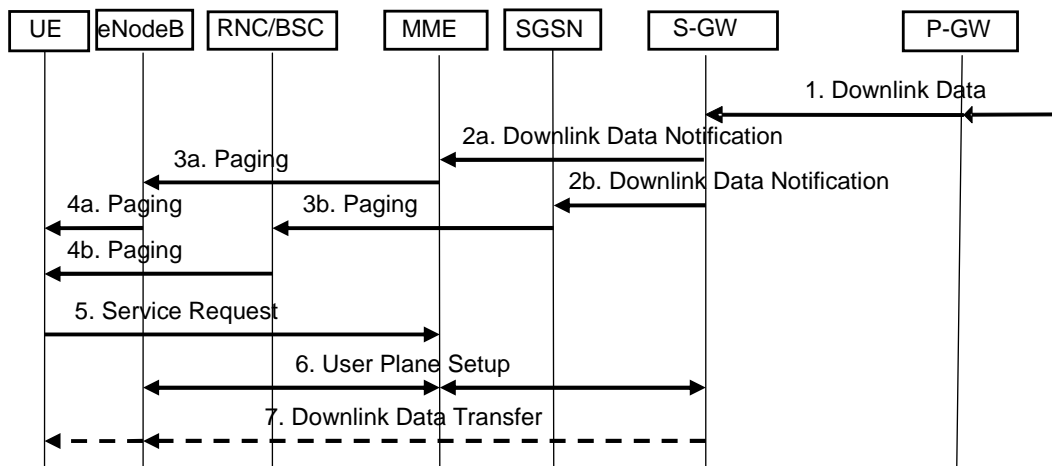 UE
eNodeB
RNC/BSC
MME
SGSN
S-GW
P-GW
1. Downlink Data
2a. Downlink Data Notification
3a. Paging
2b. Downlink Data Notification
4a. Paging
3b. Paging
4b. Paging
5. Service Request
6. User Plane Setup
7. Downlink Data Transfer